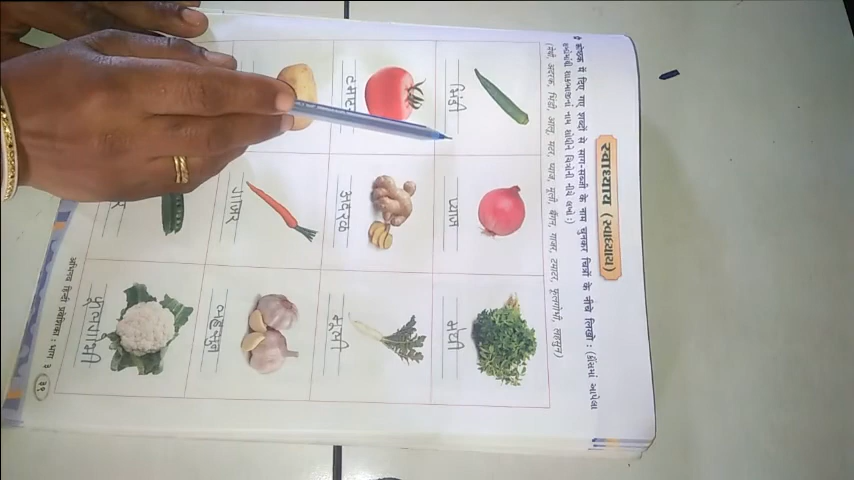 स्वाध्याय (સ્વાધ્યાય)
कोष्ठक में दिए गए शब्दों से साग-सब्जी के नाम चुनकर चित्रों के नीचे लिखो : (કૌંસમાં આપેલા
શબ્દોમાંથી શાકભાજીનાં નામ શોધીને ચિત્રોની નીચે લખો :)
(मेथी, अदरक, भिंडी, आलू, मटर, प्याज, मूली, बैंगन, गाजर, टमाटर, फूलगोभी, लहसुन)
भिंडी
प्याज
मेथी
टमाटर
अदरक
मूली
गाजर
लहसुन
र
फूलगोभी
हिन्दी प्रवेशिका : भाग ३